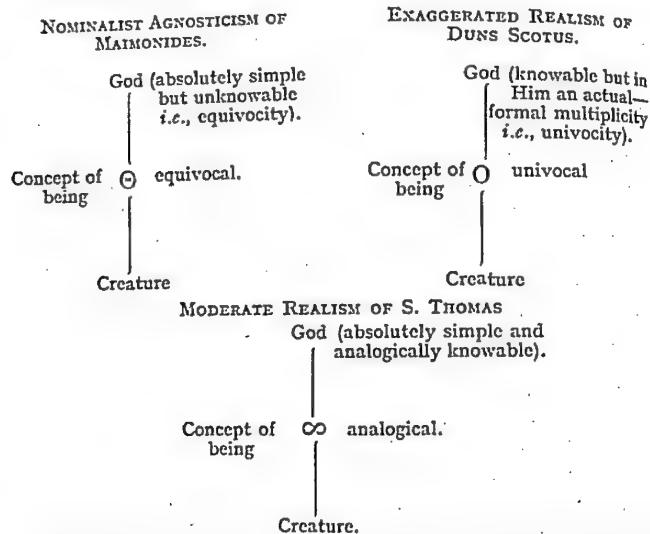 NOMINALIST AGNOSTICISM OF
MAIMONIDES.
God (absolutely simple
but unknowable
i.e., equivocity).
Concept of Θ equivocal.
being
Creature
EXAGGERATED REALISM OF
DUNS SCOTUS.
God (knowable but in
Him an actual—
formal multiplicity
i.e., univocity).
Concept of O univocal
being
Creature
MODERATE REALISM OF S. THOMAS
God (absolutely simple and
analogically knowable).
Concept of ∞ analogical.
being
Creature.